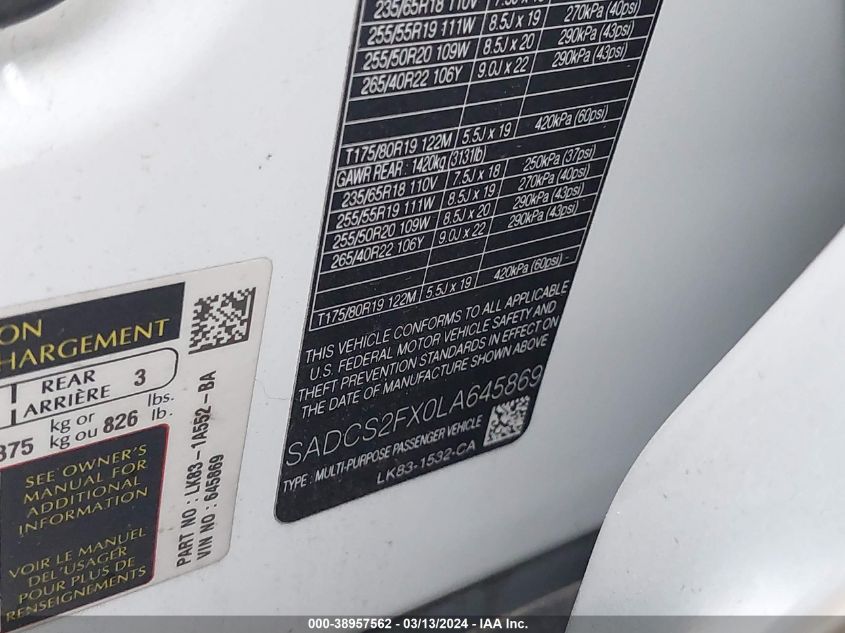 235/65R18 110V
255/55R19 111W 8.5J x 19 270kPa (40psi)
255/50R20 109W 8.5J x 20 290kPa (43psi)
265/40R22 106Y 9.0J x 22 290kPa (43psi)
T175/80R19 122M 5.5J x 19 420kPa (60psi)
GAWR REAR: 1420kg (3131lb)
235/65R18 110V 7.5J x 18 250kPa (37psi)
255/55R19 111W 8.5J x 19 270kPa (40psi)
255/50R20 109W 8.5J x 20 290kPa (43psi)
265/40R22 106Y 9.0J x 22 290kPa (43psi)
T175/80R19 122M 5.5J x 19 420kPa (60psi)
THIS VEHICLE CONFORMS TO ALL APPLICABLE
U.S. FEDERAL MOTOR VEHICLE SAFETY AND
THEFT PREVENTION STANDARDS IN EFFECT ON
THE DATE OF MANUFACTURE SHOWN ABOVE
SADCS2FX0LA645869
TYPE: MULTI-PURPOSE PASSENGER VEHICLE
LK83-1532-CA
ON
HARGEMENT
REAR 3
ARRIÈRE
375 kg or 826 lbs.
kg ou lb.
SEE OWNER'S
MANUAL FOR
ADDITIONAL
INFORMATION
VOIR LE MANUEL
DEL'USAGER
POUR PLUS DE
RENSEIGNEMENTS
PART NO : LK83-1A552-BA
VIN NO : 645869
000-38957562 / 03/13/2024 - IAA Inc.